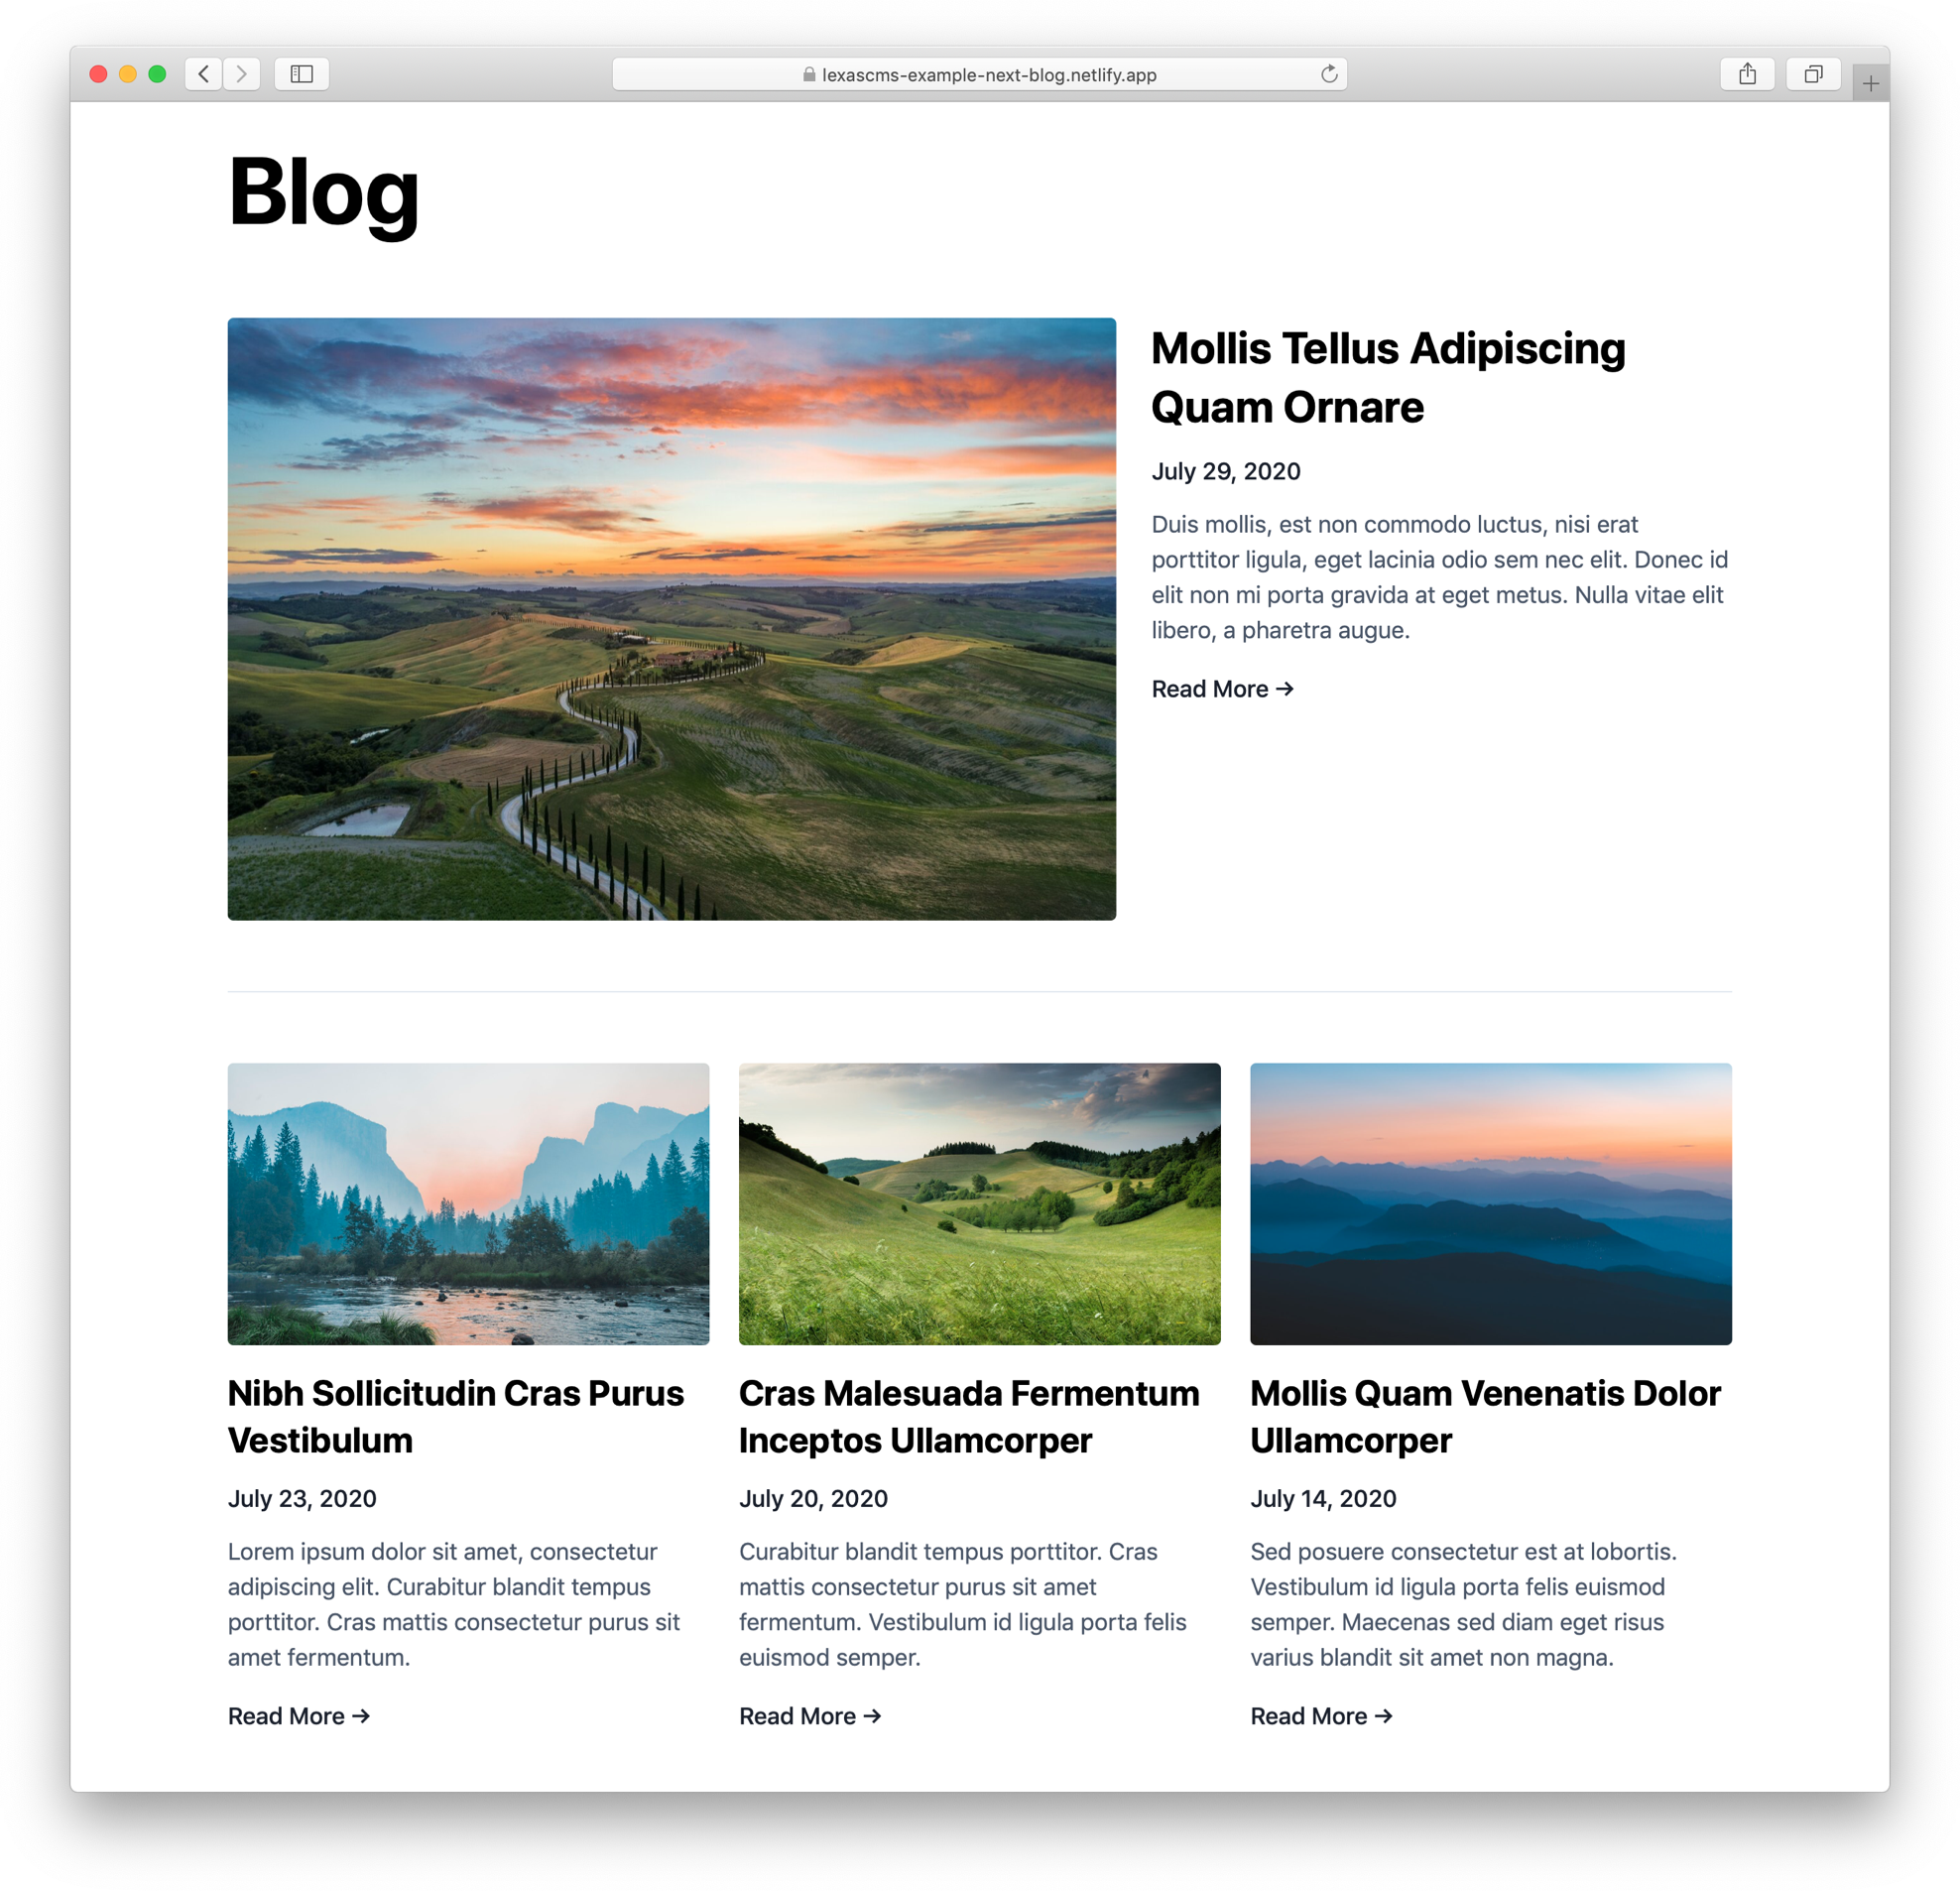 lexascms-example-next-blog.netlify.app
Blog
Mollis Tellus Adipiscing
Quam Ornare
July 29, 2020
Duis mollis, est non commodo luctus, nisi erat
porttitor ligula, eget lacinia odio sem nec elit. Donec id
elit non mi porta gravida at eget metus. Nulla vitae elit
libero, a pharetra augue.
Read More →
Nibh Sollicitudin Cras Purus
Vestibulum
July 23, 2020
Lorem ipsum dolor sit amet, consectetur
adipiscing elit. Curabitur blandit tempus
porttitor. Cras mattis consectetur purus sit
amet fermentum.
Read More →
Cras Malesuada Fermentum
Inceptos Ullamcorper
July 20, 2020
Curabitur blandit tempus porttitor. Cras
mattis consectetur purus sit amet
fermentum. Vestibulum id ligula porta felis
euismod semper.
Read More →
Mollis Quam Venenatis Dolor
Ullamcorper
July 14, 2020
Sed posuere consectetur est at lobortis.
Vestibulum id ligula porta felis euismod
semper. Maecenas sed diam eget risus
varius blandit sit amet non magna.
Read More →